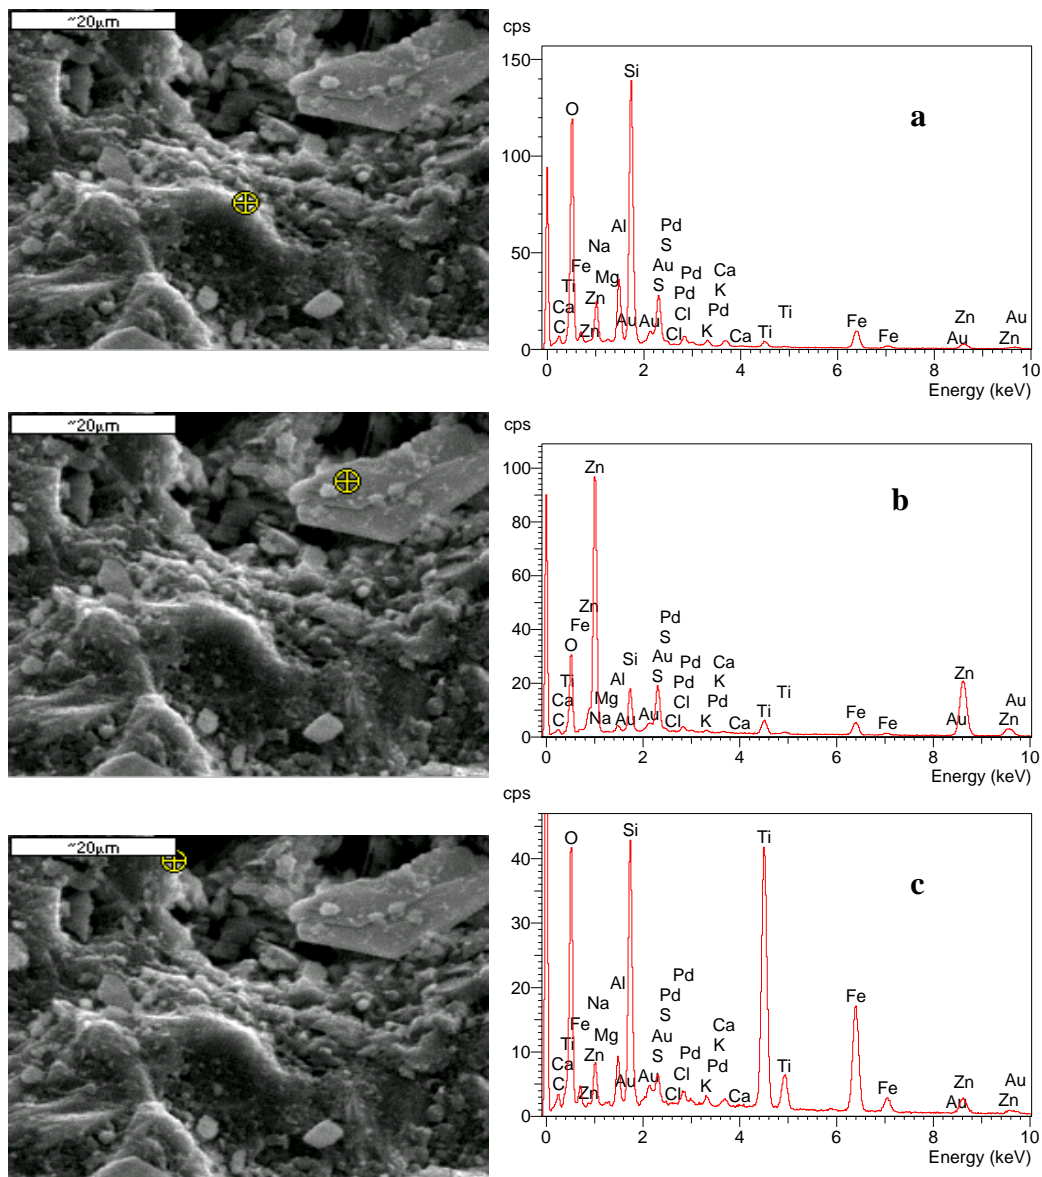 ~20μm
cps
a
150
100
50
0
O
Si
Al
Pd
S
Na
Fe
Mg
Au
S
Pd
Ca
K
Ti
Zn
Pd
Pd
Ca
C
Zn
Au
Au
Cl
Cl
K
Ca
Ti
Ti
Fe
Fe
Zn
Au
Au
Zn
0 2 4 6 8 10
Energy (keV)
~20μm
cps
b
100
80
60
40
20
0
Zn
Zn
Fe
O
Pd
S
Si
Au
Pd
Ca
Ti
Al
S
Pd
K
Ca
Mg
Cl
Pd
Ti
C
Na
Au
Au
Cl
K
Ca
Ti
Fe
Fe
Zn
Au
Au
Zn
0 2 4 6 8 10
Energy (keV)
~20μm
cps
c
40
30
20
10
0
O
Si
Ti
Al
Pd
Pd
S
Na
Fe
Mg
Au
Ca
K
Ti
Zn
S
Pd
Pd
Ca
C
Zn
Au
Au
Cl
Cl
K
Ca
Ti
Fe
Fe
Zn
Au
Au
Zn
0 2 4 6 8 10
Energy (keV)